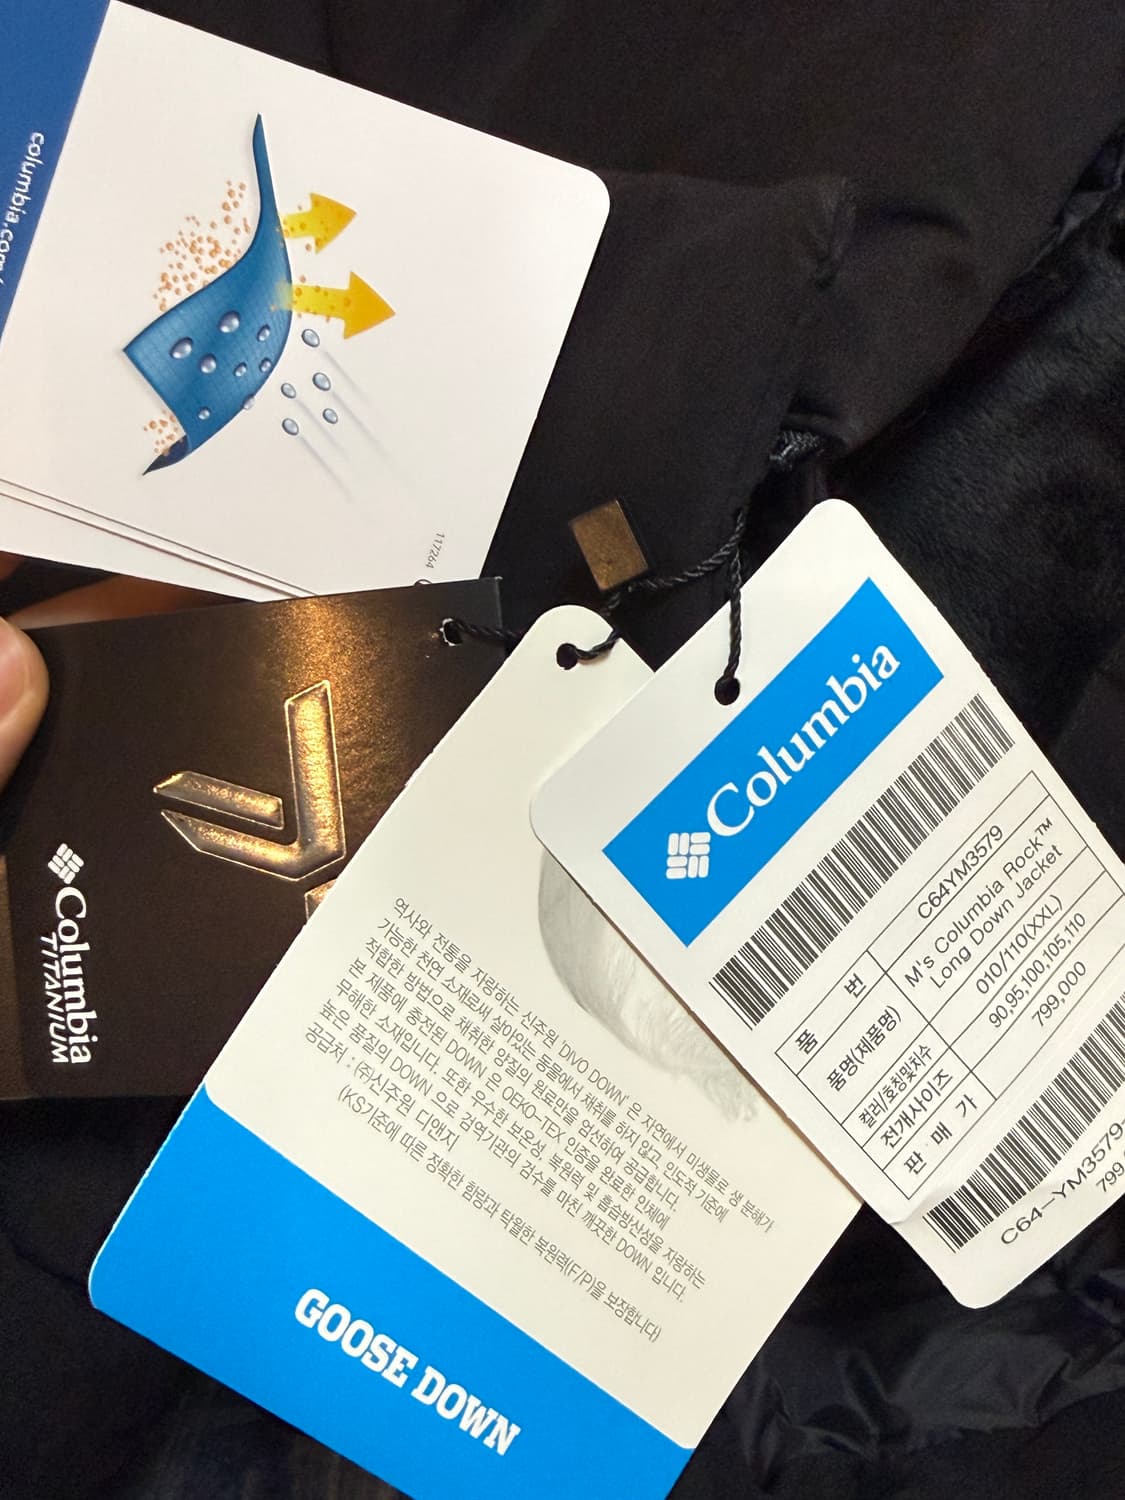 columbia.com/
117264
Columbia
TITANIUM
역사와 전통을 자랑하는 신주원 'DIVO DOWN' 은 자연에서 미생물로 생 분해가
가능한 천연 소재로써 살아있는 동물에서 채취를 하지 않고, 인도적 기준에
적합한 방법으로 채취한 양질의 원료만을 엄선하여 공급합니다.
본 제품에 충전된 DOWN 은 OEKO-TEX 인증을 완료한 인체에
무해한 소재입니다. 또한 우수한 보온성, 복원력 및 흡습방산성을 자랑하는
높은 품질의 DOWN 으로 검역기관의 검수를 마친 깨끗한 DOWN 입니다.
공급처 : ㈜신주원 디앤지
(KS기준에 따른 정확한 함량과 탁월한 복원력(F/P)을 보장합니다)
GOOSE DOWN
Columbia
품 번 C64YM3579
품명(제품명) M's Columbia Rock™
Long Down Jacket
컬러/호칭및치수 010/110(XXL)
전개사이즈 90,95,100,105,110
판 매 가 799,000
C64-YM3579-
799,